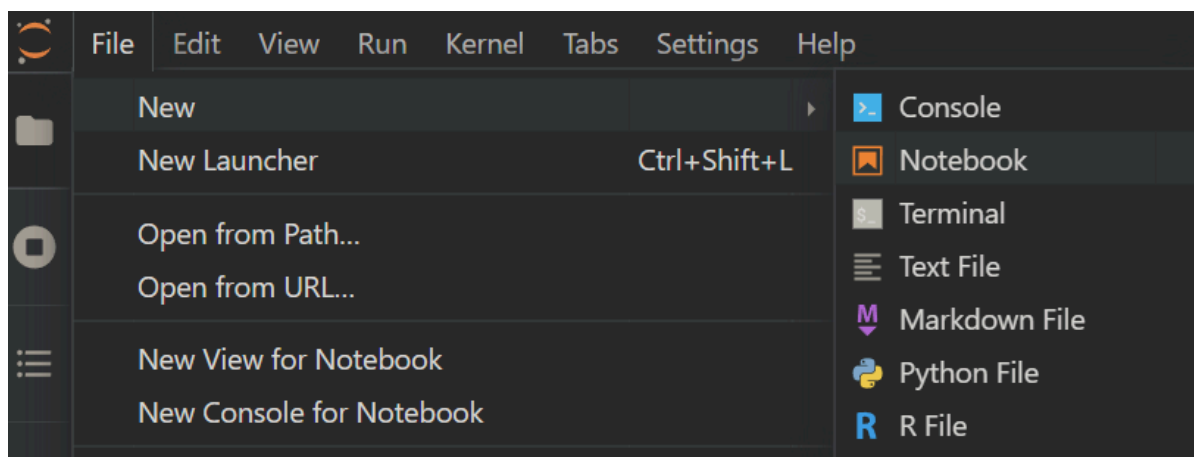 File Edit View Run Kernel Tabs Settings Help
New
New Launcher Ctrl+Shift+L
Open from Path...
Open from URL...
New View for Notebook
New Console for Notebook
Console
Notebook
Terminal
Text File
Markdown File
Python File
R File